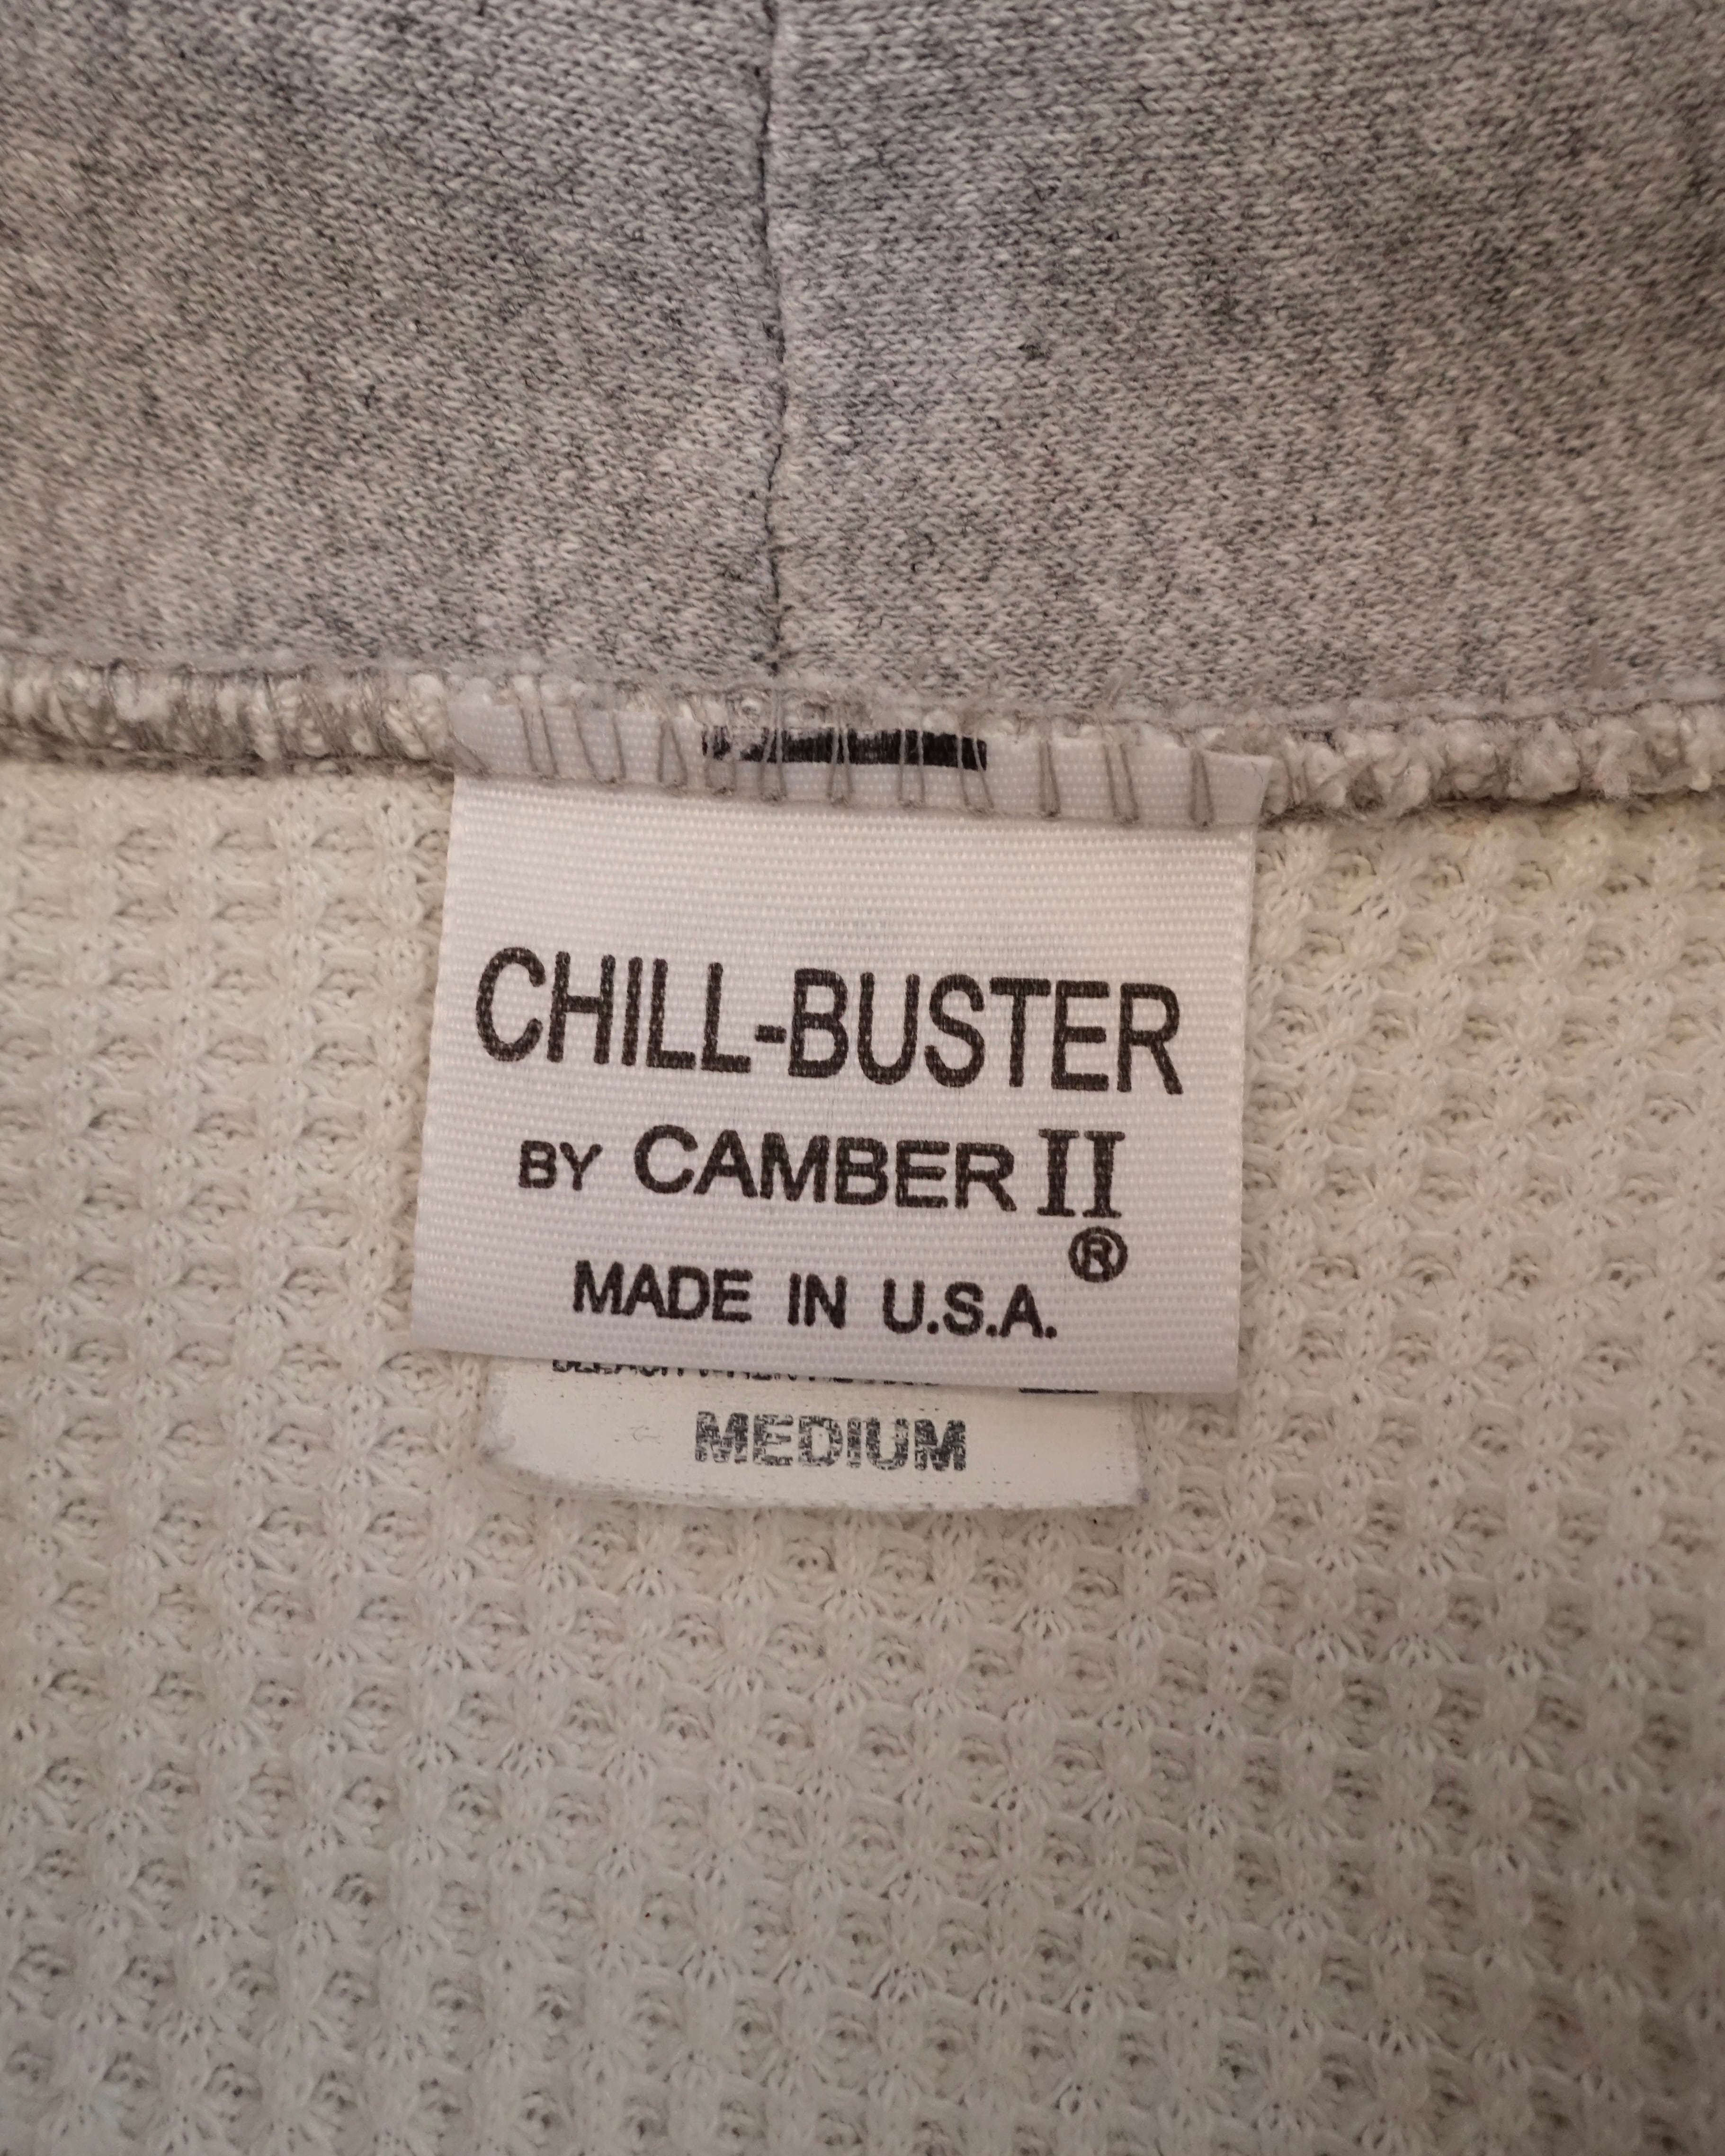 CHILL-BUSTER
BY CAMBER II
®
MADE IN U.S.A.
MEDIUM